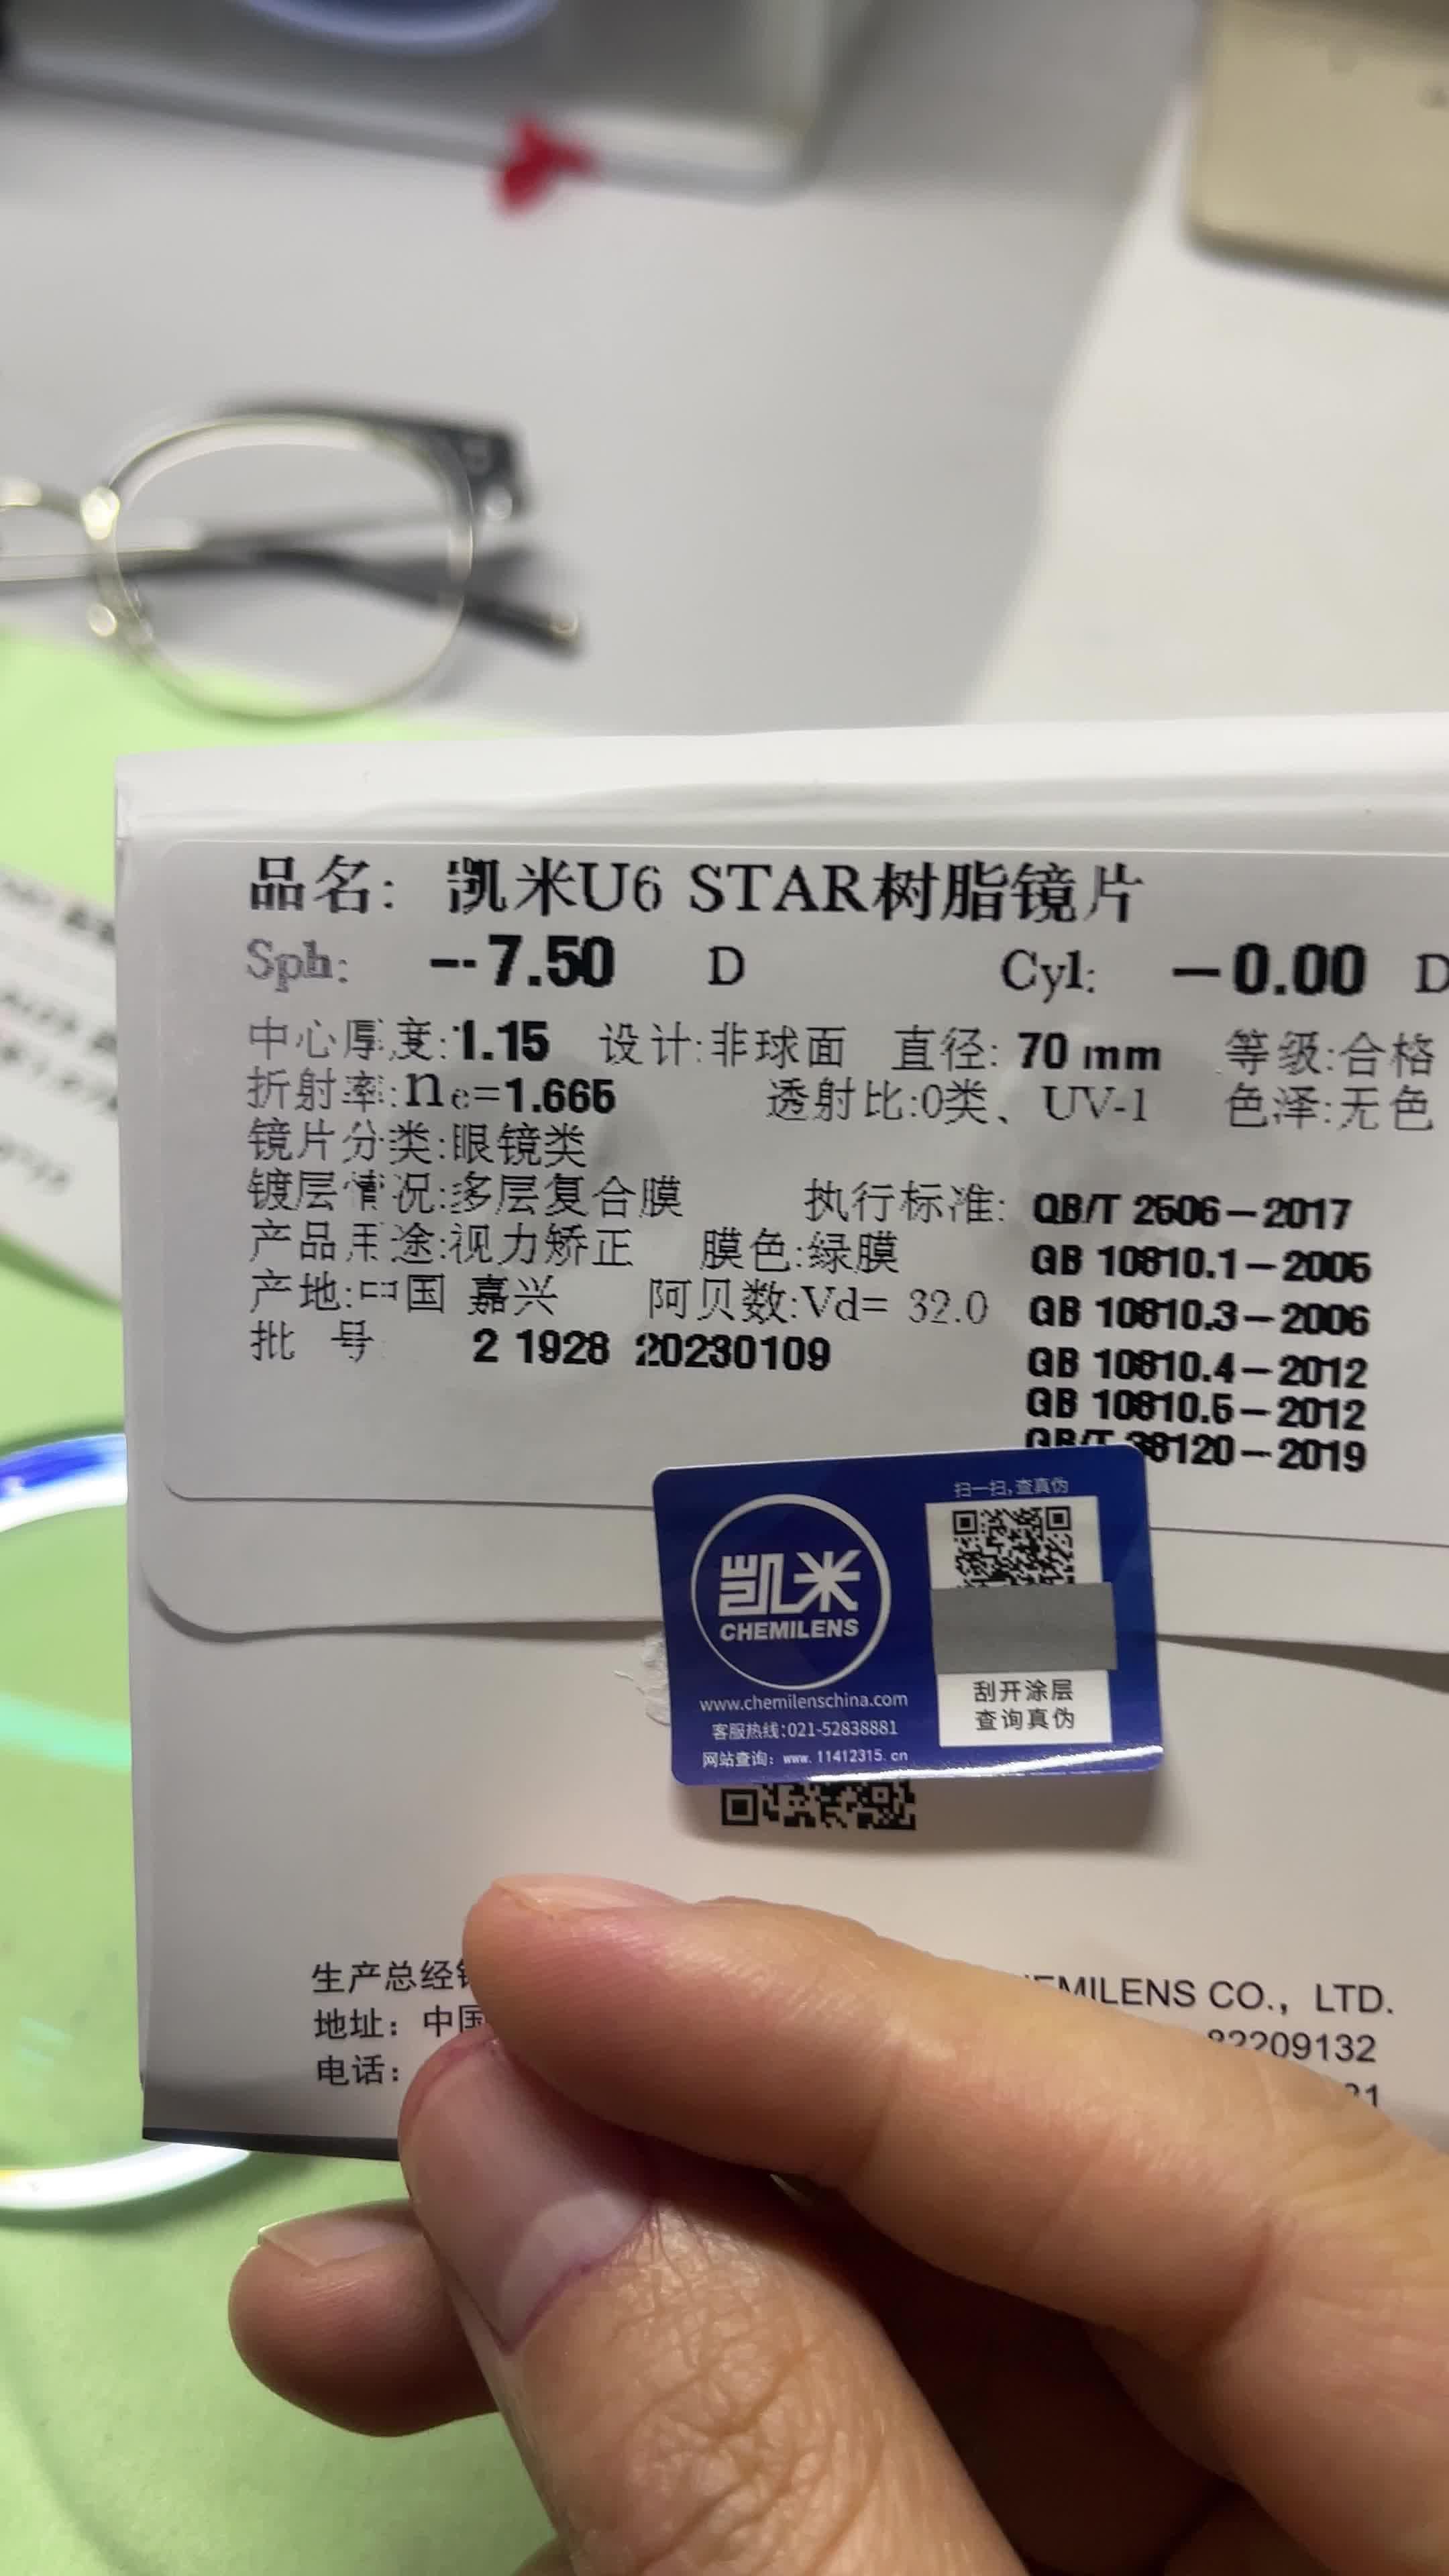 品名: 凯米U6 STAR树脂镜片
Sph: --7.50 D Cyl: —0.00 D
中心厚度:1.15 设计:非球面 直径: 70 mm 等级:合格
折射率:ne=1.665 透射比:0类、UV-1 色泽:无色
镜片分类:眼镜类
镀层情况:多层复合膜 执行标准: QB/T 2506—2017
产品用途:视力矫正 膜色:绿膜 GB 10810.1—2005
产地:中国 嘉兴 阿贝数:Vd= 32.0 GB 10810.3—2006
批 号 2 1928 20230109 GB 10810.4—2012
GB 10810.5—2012
GB/T 38120—2019
扫一扫,查真伪
凯米
CHEMILENS
www.chemilenschina.com
客服热线:021-52838881
网站查询: www.11412315.cn
刮开涂层
查询真伪
生产总经 EMILENS CO., LTD.
地址: 中国 82209132
电话: 31